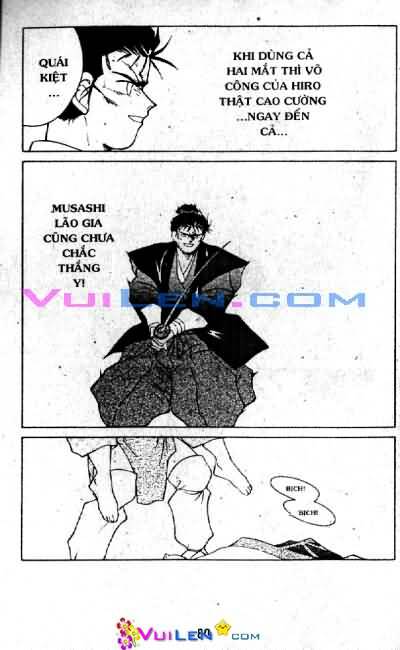 QUÁI
KIỆT
...
KHI DÙNG CẢ
HAI MẮT THÌ VÕ
CÔNG CỦA HIRO
THẬT CAO CƯỜNG
...NGAY ĐẾN
CẢ...
MUSASHI
LÃO GIA
CŨNG CHƯA
CHẮC
THẮNG
Y!
VUILEN.COM
BỊCH!
BỊCH!
80
VUILEN.COM